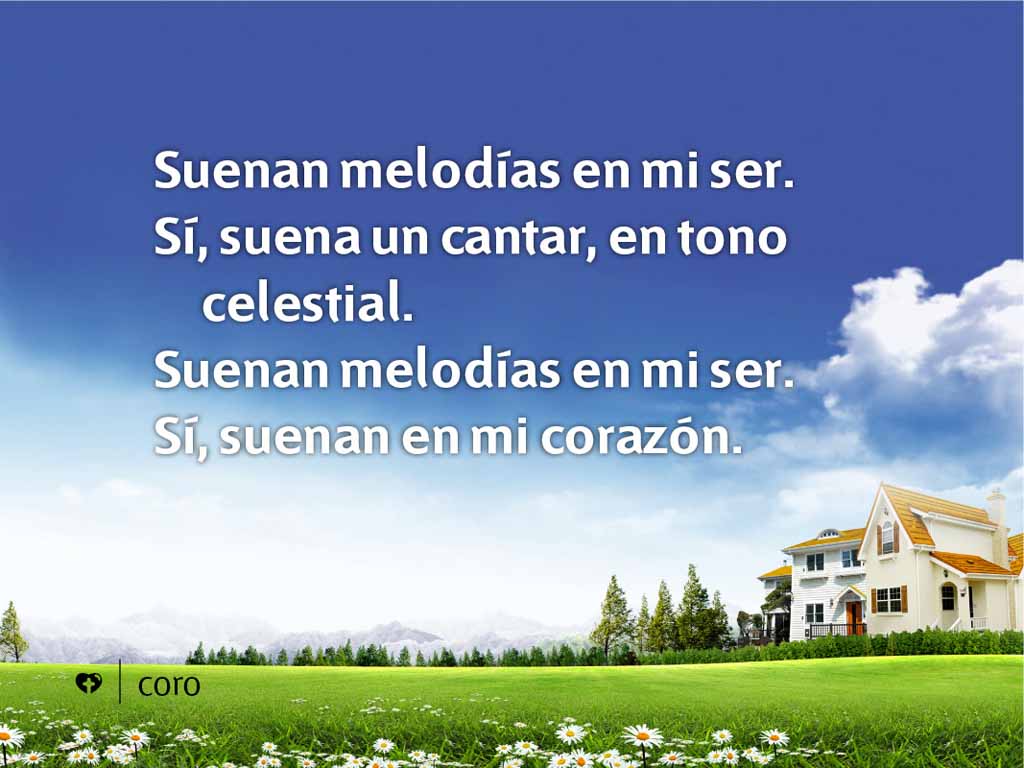 Suenan melodías en mi ser.
Sí, suena un cantar, en tono
celestial.
Suenan melodías en mi ser.
Sí, suenan en mi corazón.
coro